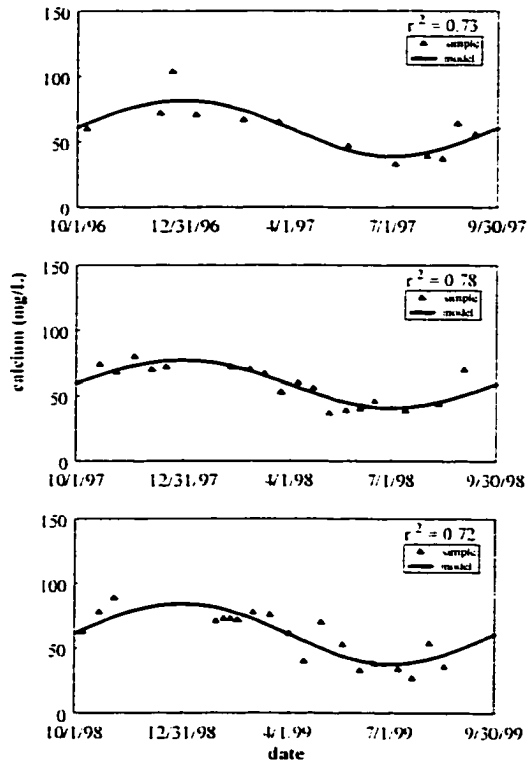 150
r² = 0.73
sample
model
100
50
0
10/1/96 12/31/96 4/1/97 7/1/97 9/30/97
150
r² = 0.78
sample
model
100
50
0
10/1/97 12/31/97 4/1/98 7/1/98 9/30/98
calcium (mg/L)
150
r² = 0.72
sample
model
100
50
0
10/1/98 12/31/98 4/1/99 7/1/99 9/30/99
date